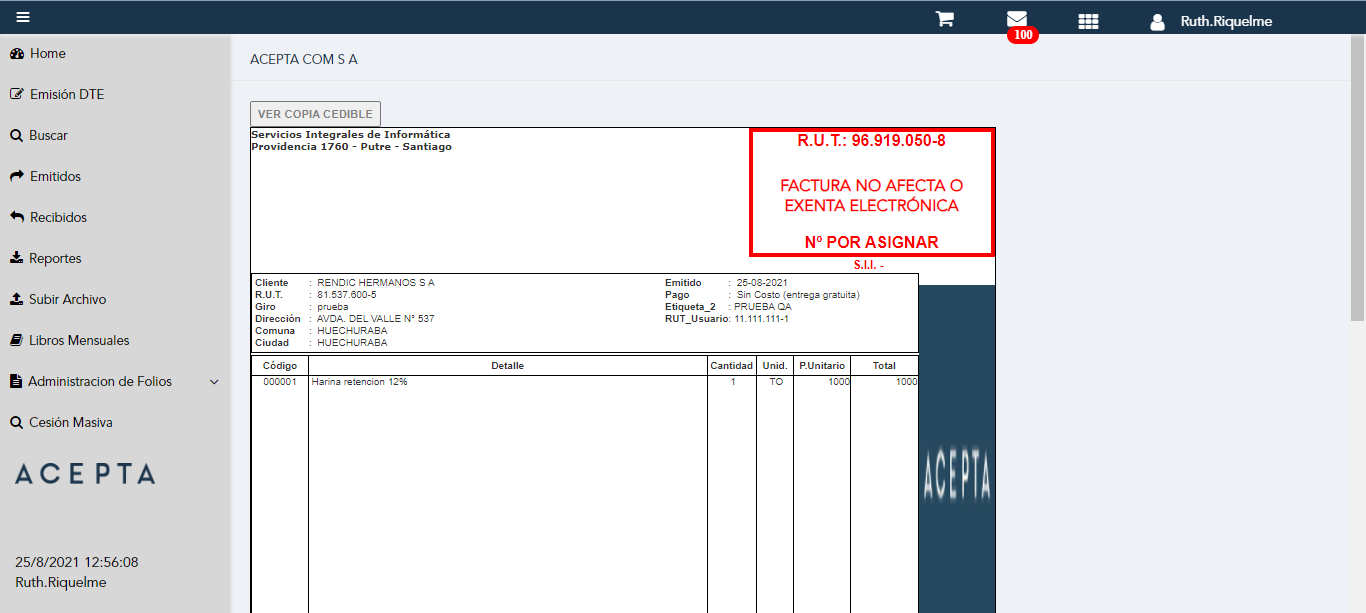 Ruth.Riquelme
100
Home
Emisión DTE
Buscar
Emitidos
Recibidos
Reportes
Subir Archivo
Libros Mensuales
Administracion de Folios
Cesión Masiva
ACEPTA
25/8/2021 12:56:08
Ruth.Riquelme
ACEPTA COM S A
VER COPIA CEDIBLE
Servicios Integrales de Informática
Providencia 1760 - Putre - Santiago
R.U.T.: 96.919.050-8
FACTURA NO AFECTA O
EXENTA ELECTRÓNICA
Nº POR ASIGNAR
S.I.I. -
Cliente : RENDIC HERMANOS S A
R.U.T. : 81.537.600-5
Giro : prueba
Dirección : AVDA. DEL VALLE N° 537
Comuna : HUECHURABA
Ciudad : HUECHURABA
Emitido : 25-08-2021
Pago : Sin Costo (entrega gratuita)
Etiqueta_2 : PRUEBA QA
RUT_Usuario: 11.111.111-1
Código Detalle Cantidad Unid. P.Unitario Total
000001 Harina retencion 12% 1 TO 1000 1000
ACEPTA